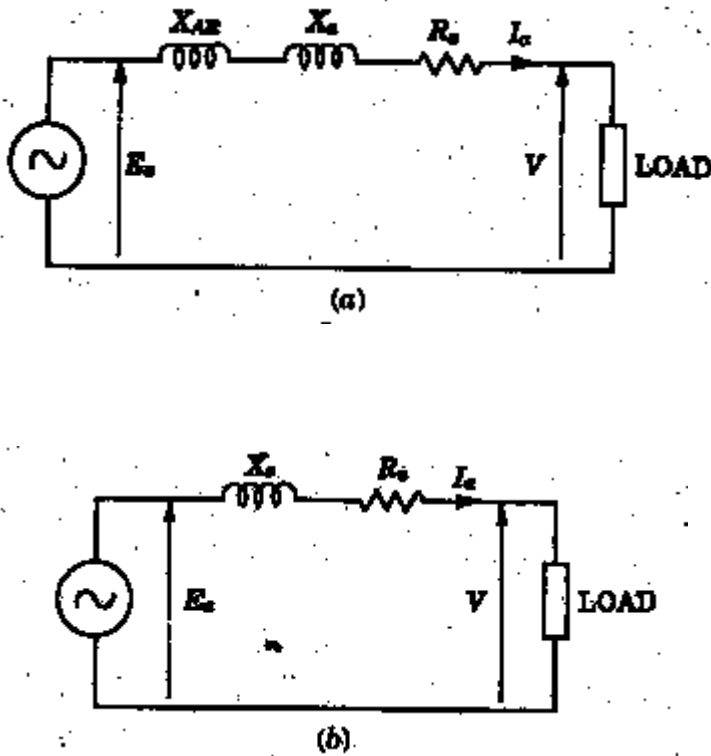 X_AR X_a R_a I_a
E_a V LOAD
(a)
X_s R_a I_a
E_a V LOAD
(b)